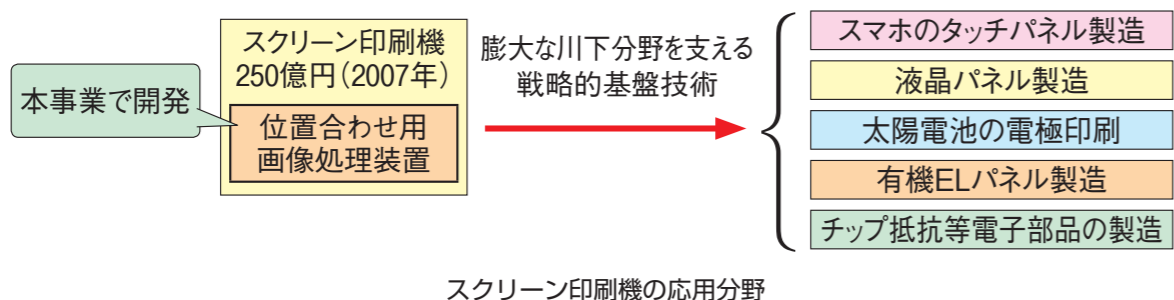 本事業で開発
スクリーン印刷機
250億円（2007年）
位置合わせ用
画像処理装置
膨大な川下分野を支える
戦略的基盤技術
スマホのタッチパネル製造
液晶パネル製造
太陽電池の電極印刷
有機ELパネル製造
チップ抵抗等電子部品の製造
スクリーン印刷機の応用分野